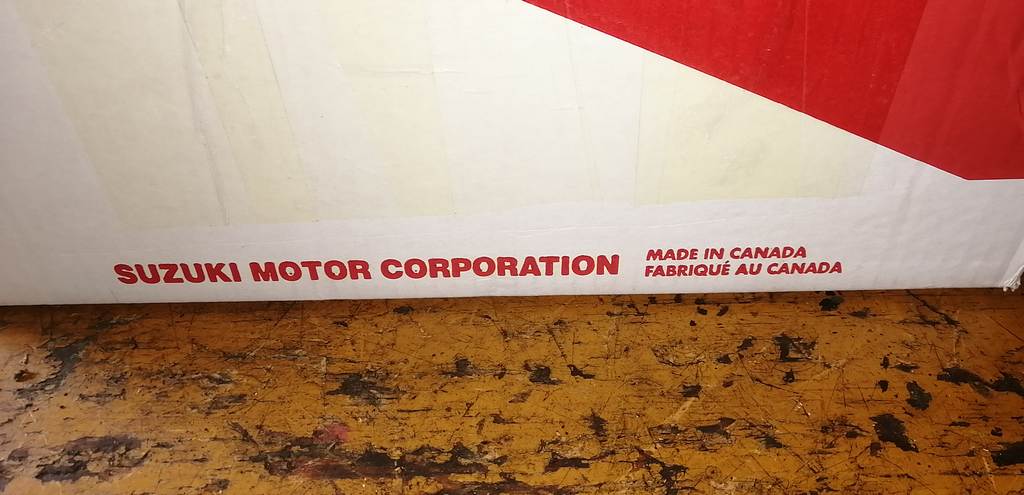 SUZUKI MOTOR CORPORATION
MADE IN CANADA
FABRIQUÉ AU CANADA